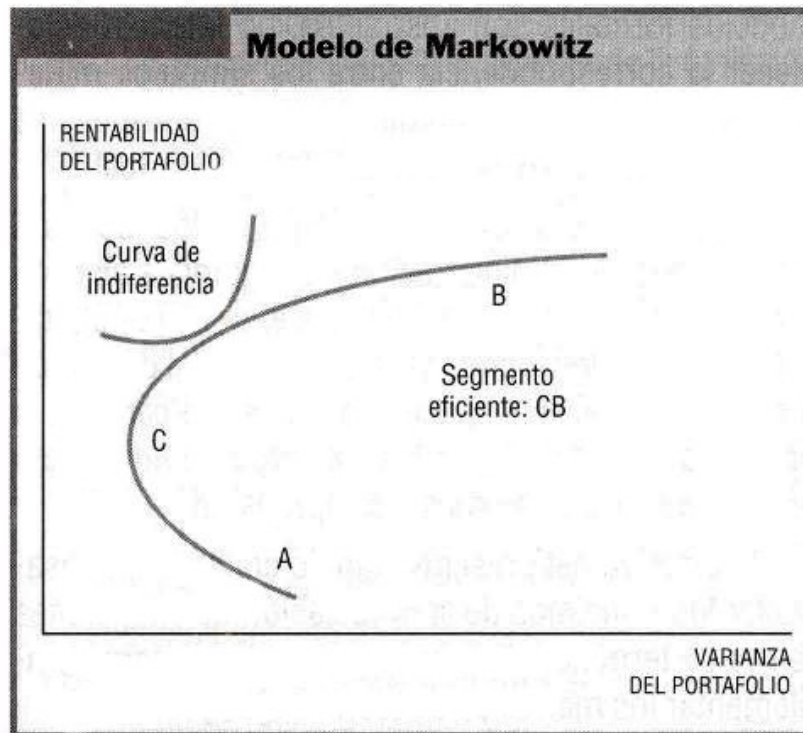 Modelo de Markowitz
RENTABILIDAD
DEL PORTAFOLIO
Curva de
indiferencia
B
Segmento
eficiente: CB
C
A
VARIANZA
DEL PORTAFOLIO